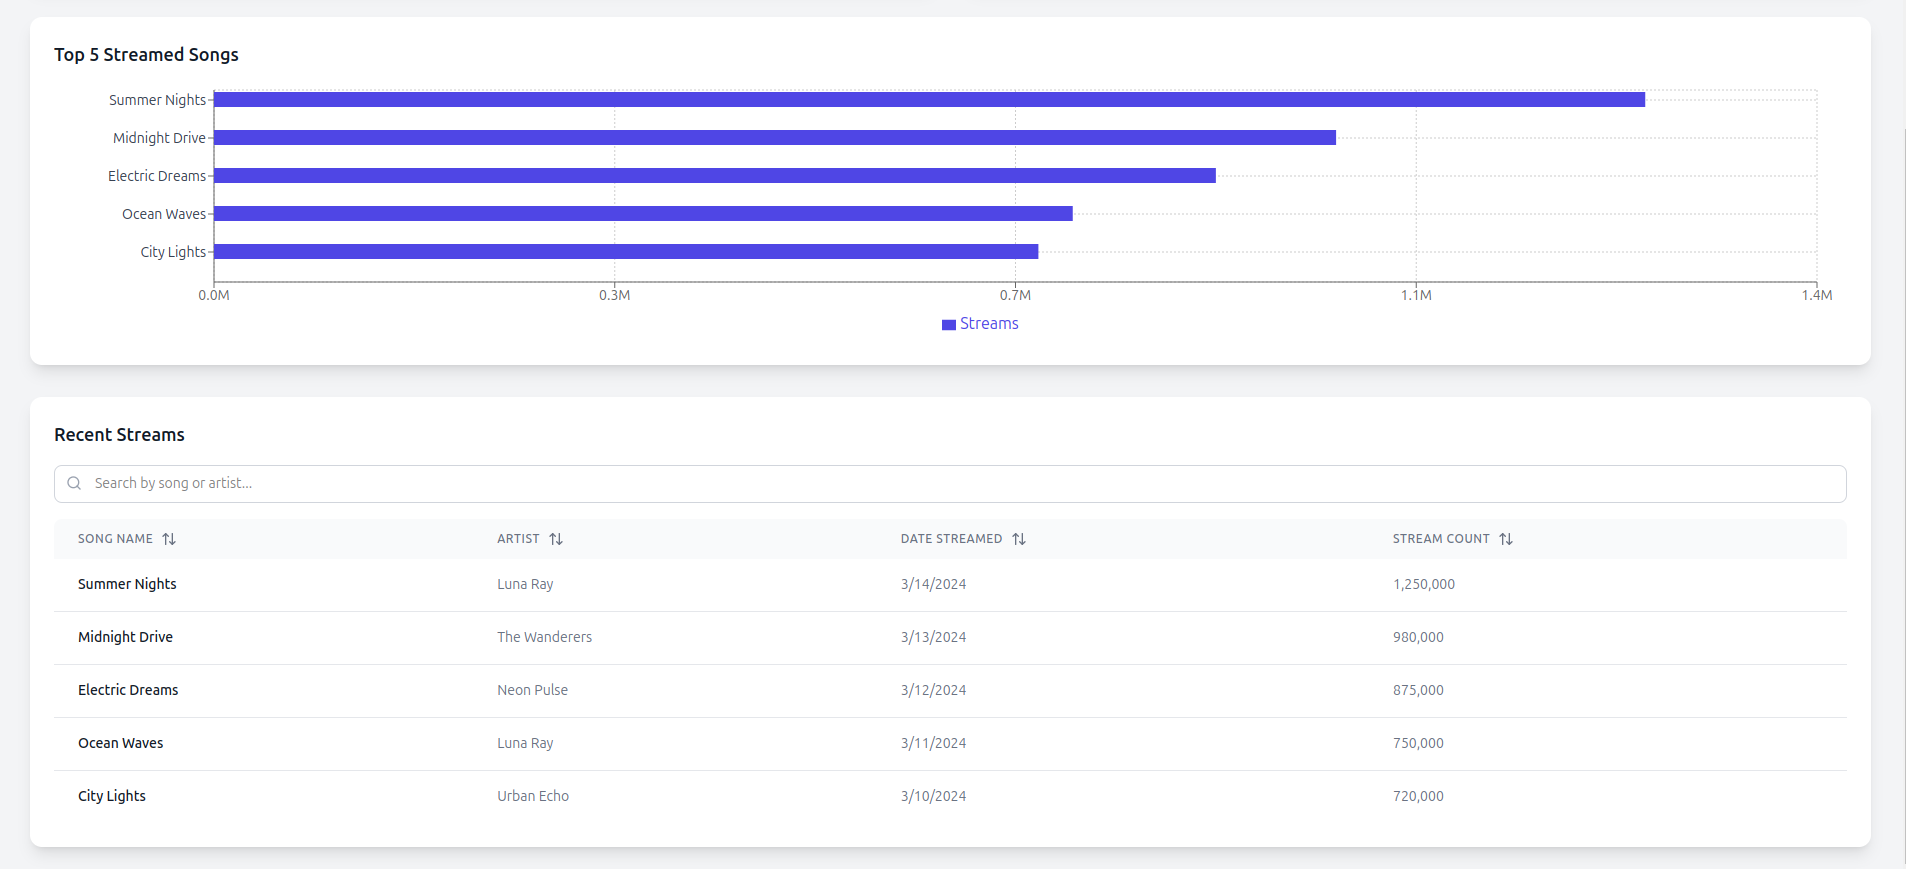 Top 5 Streamed Songs
Summer Nights
Midnight Drive
Electric Dreams
Ocean Waves
City Lights
0.0M 0.3M 0.7M 1.1M 1.4M
Streams
Recent Streams
Search by song or artist...
SONG NAME ARTIST DATE STREAMED STREAM COUNT
Summer Nights Luna Ray 3/14/2024 1,250,000
Midnight Drive The Wanderers 3/13/2024 980,000
Electric Dreams Neon Pulse 3/12/2024 875,000
Ocean Waves Luna Ray 3/11/2024 750,000
City Lights Urban Echo 3/10/2024 720,000